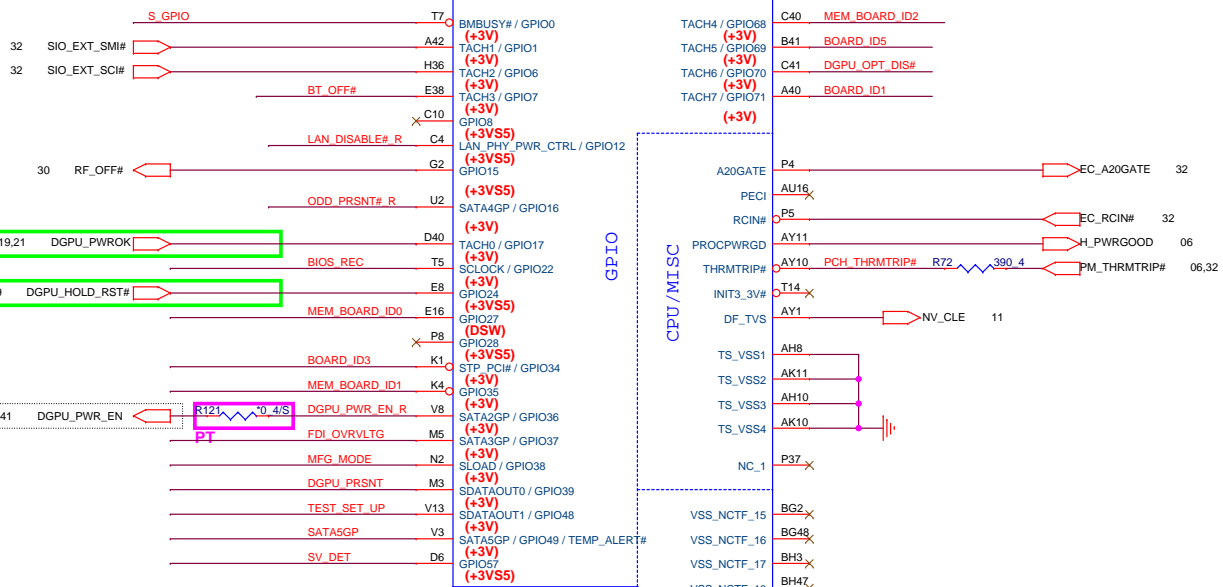 S_GPIO T7 BMBUSY# / GPIO0 TACH4 / GPIO68 C40 MEM_BOARD_ID2
(+3V) (+3V)
32 SIO_EXT_SMI# A42 TACH1 / GPIO1 TACH5 / GPIO69 B41 BOARD_ID5
(+3V) (+3V)
32 SIO_EXT_SCI# H36 TACH2 / GPIO6 TACH6 / GPIO70 C41 DGPU_OPT_DIS#
(+3V) (+3V)
BT_OFF# E38 TACH3 / GPIO7 TACH7 / GPIO71 A40 BOARD_ID1
(+3V) (+3V)
C10 GPIO8
(+3VS5)
LAN_DISABLE#_R C4 LAN_PHY_PWR_CTRL / GPIO12
(+3VS5)
30 RF_OFF# G2 GPIO15 A20GATE P4 EC_A20GATE 32
(+3VS5)
PECI AU16
ODD_PRSNT#_R U2 SATA4GP / GPIO16
RCIN# P5 EC_RCIN# 32
(+3V)
19,21 DGPU_PWROK D40 TACH0 / GPIO17 GPIO PROCPWRGD AY11 H_PWRGOOD 06
(+3V)
BIOS_REC T5 SCLOCK / GPIO22 CPU/MISC THRMTRIP# AY10 PCH_THRMTRIP# R72 390_4 PM_THRMTRIP# 06,32
(+3V)
9 DGPU_HOLD_RST# E8 GPIO24 INIT3_3V# T14
(+3VS5)
MEM_BOARD_ID0 E16 GPIO27 DF_TVS AY1 NV_CLE 11
(DSW)
P8 GPIO28
(+3VS5) TS_VSS1 AH8
BOARD_ID3 K1 STP_PCI# / GPIO34
(+3V) TS_VSS2 AK11
MEM_BOARD_ID1 K4 GPIO35
(+3V) TS_VSS3 AH10
41 DGPU_PWR_EN R121 *0_4/S DGPU_PWR_EN_R V8 SATA2GP / GPIO36
PT (+3V) TS_VSS4 AK10
FDI_OVRVLTG M5 SATA3GP / GPIO37
(+3V)
MFG_MODE N2 SLOAD / GPIO38 NC_1 P37
(+3V)
DGPU_PRSNT M3 SDATAOUT0 / GPIO39
(+3V)
TEST_SET_UP V13 SDATAOUT1 / GPIO48 VSS_NCTF_15 BG2
(+3V)
SATA5GP V3 SATA5GP / GPIO49 / TEMP_ALERT# VSS_NCTF_16 BG48
(+3V)
SV_DET D6 GPIO57 VSS_NCTF_17 BH3
(+3VS5)
BH47